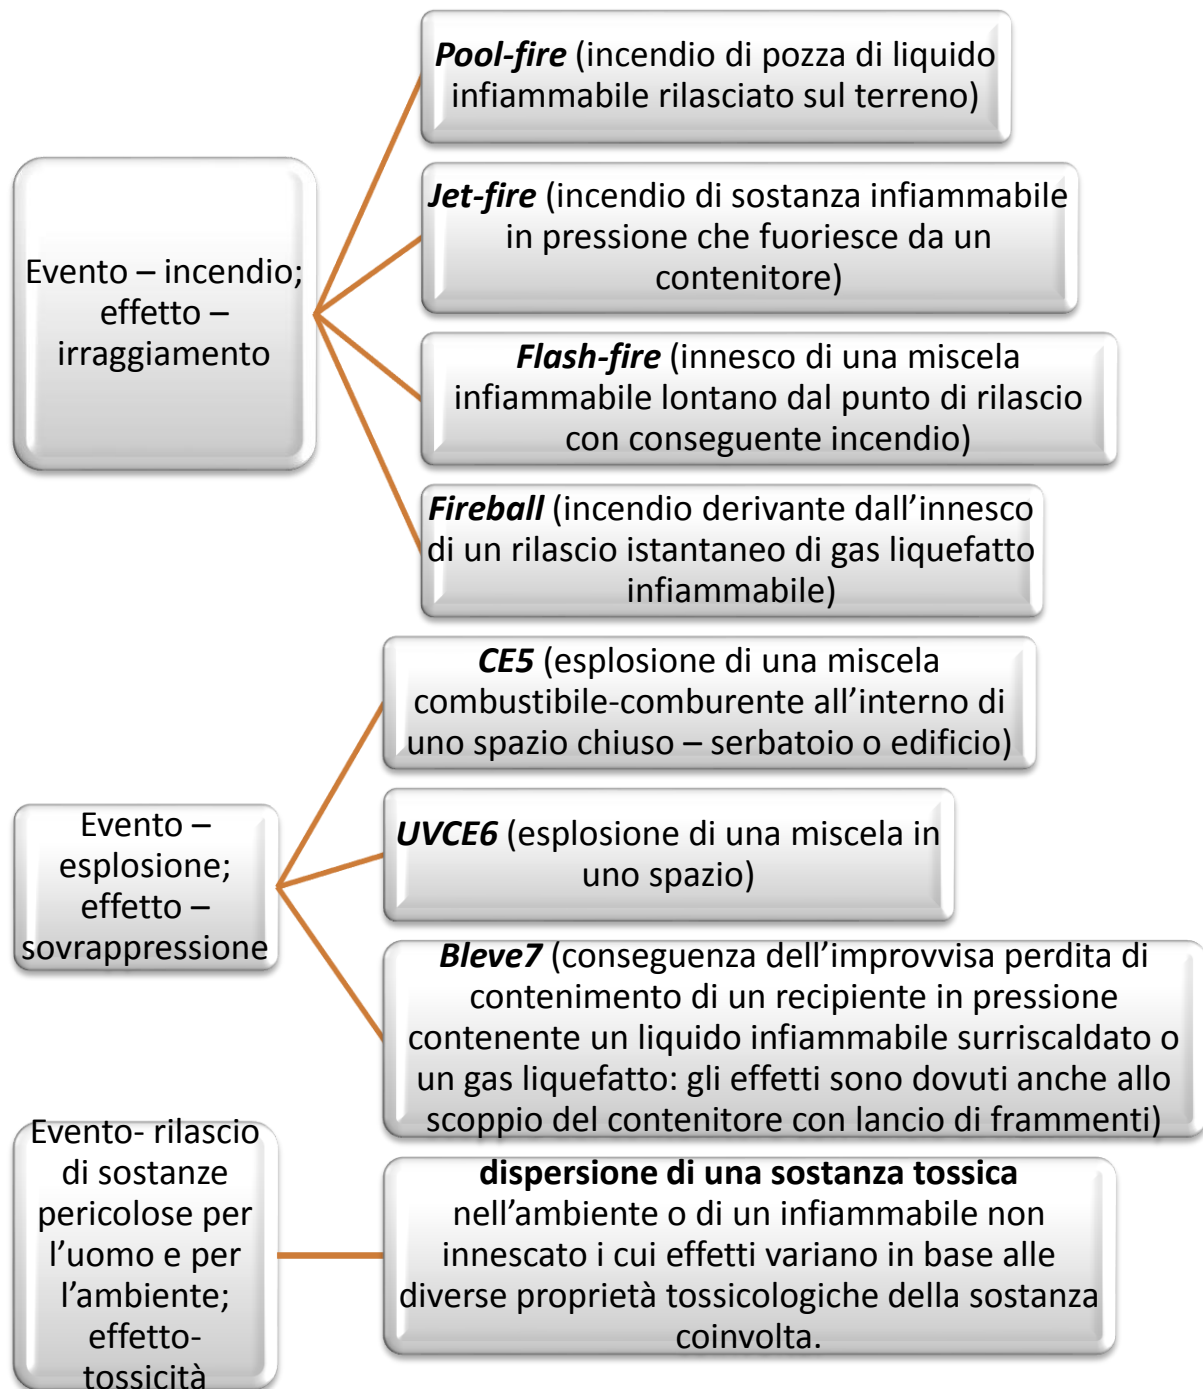 Evento – incendio;
effetto –
irraggiamento
Pool-fire (incendio di pozza di liquido
infiammabile rilasciato sul terreno)
Jet-fire (incendio di sostanza infiammabile
in pressione che fuoriesce da un
contenitore)
Flash-fire (innesco di una miscela
infiammabile lontano dal punto di rilascio
con conseguente incendio)
Fireball (incendio derivante dall’innesco
di un rilascio istantaneo di gas liquefatto
infiammabile)
Evento –
esplosione;
effetto –
sovrappressione
CE5 (esplosione di una miscela
combustibile-comburente all’interno di
uno spazio chiuso – serbatoio o edificio)
UVCE6 (esplosione di una miscela in
uno spazio)
Bleve7 (conseguenza dell’improvvisa perdita di
contenimento di un recipiente in pressione
contenente un liquido infiammabile surriscaldato o
un gas liquefatto: gli effetti sono dovuti anche allo
scoppio del contenitore con lancio di frammenti)
Evento- rilascio
di sostanze
pericolose per
l’uomo e per
l’ambiente;
effetto-
tossicità
dispersione di una sostanza tossica
nell’ambiente o di un infiammabile non
innescato i cui effetti variano in base alle
diverse proprietà tossicologiche della sostanza
coinvolta.